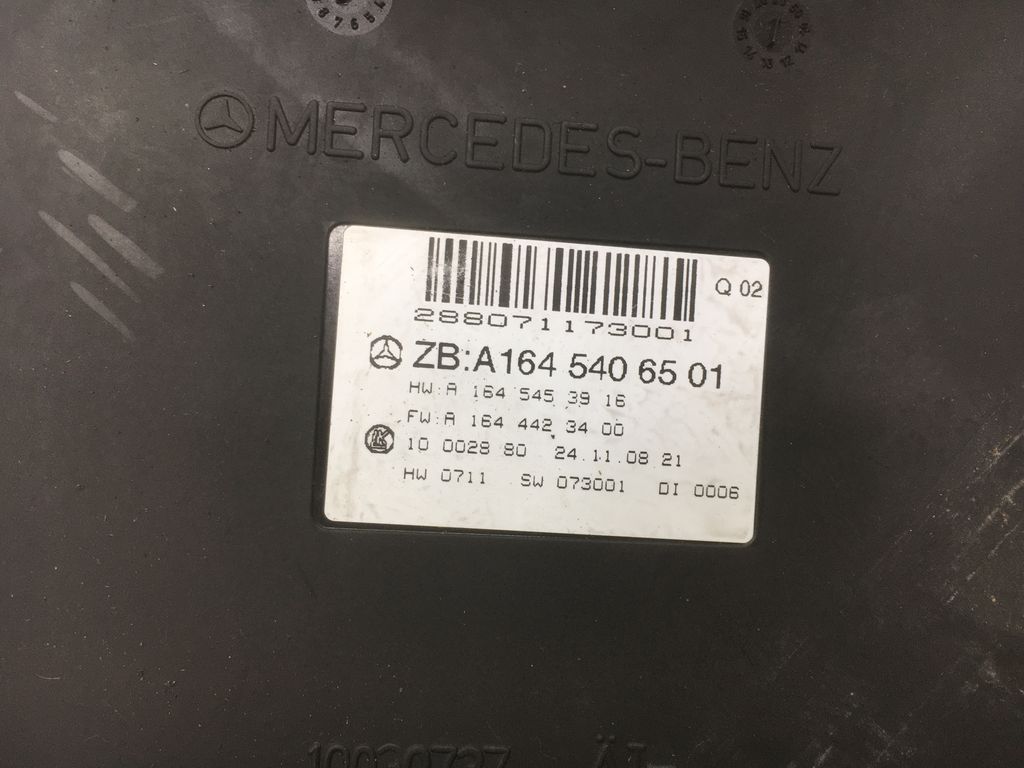 MERCEDES-BENZ
Q 02
288071173001
ZB:A164 540 65 01
HW:A 164 545 39 16
FW:A 164 442 34 00
K 10 0028 80 24.11.08 21
HW 0711 SW 073001 DI 0006